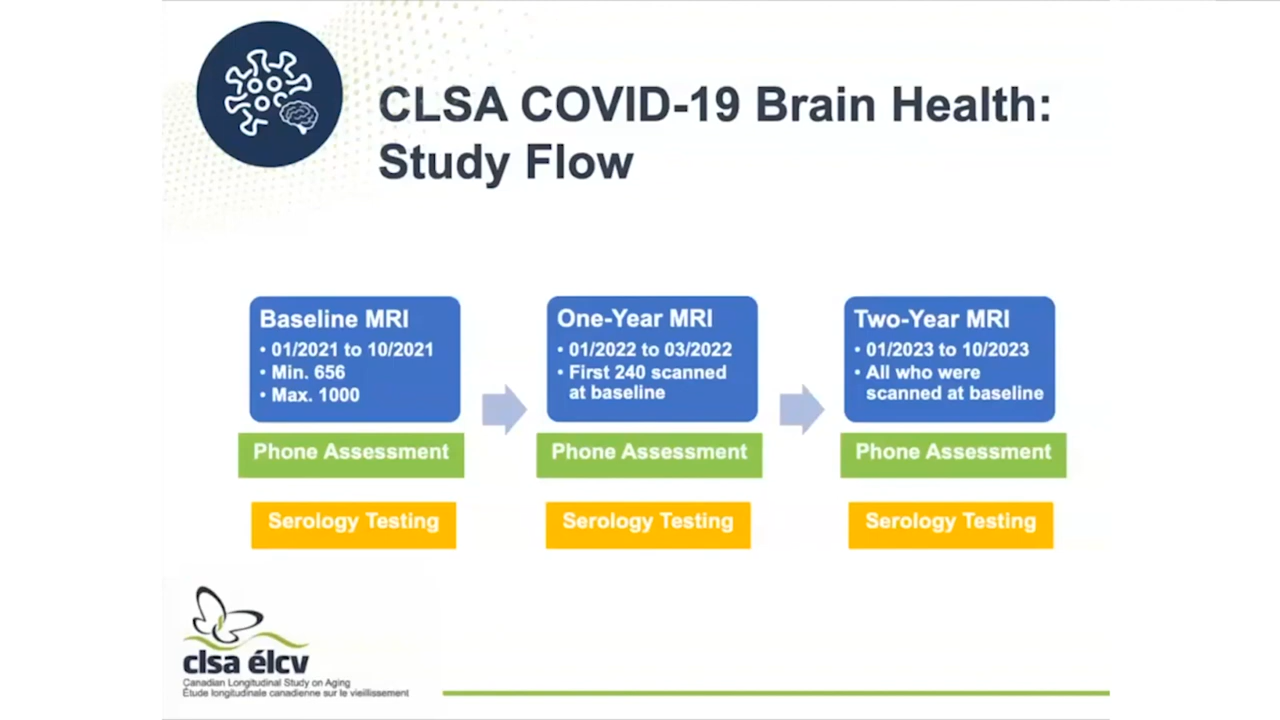 CLSA COVID-19 Brain Health:
Study Flow
Baseline MRI
• 01/2021 to 10/2021
• Min. 656
• Max. 1000
Phone Assessment
Serology Testing
One-Year MRI
• 01/2022 to 03/2022
• First 240 scanned
at baseline
Phone Assessment
Serology Testing
Two-Year MRI
• 01/2023 to 10/2023
• All who were
scanned at baseline
Phone Assessment
Serology Testing
clsa élcv
Canadian Longitudinal Study on Aging
Étude longitudinale canadienne sur le vieillissement